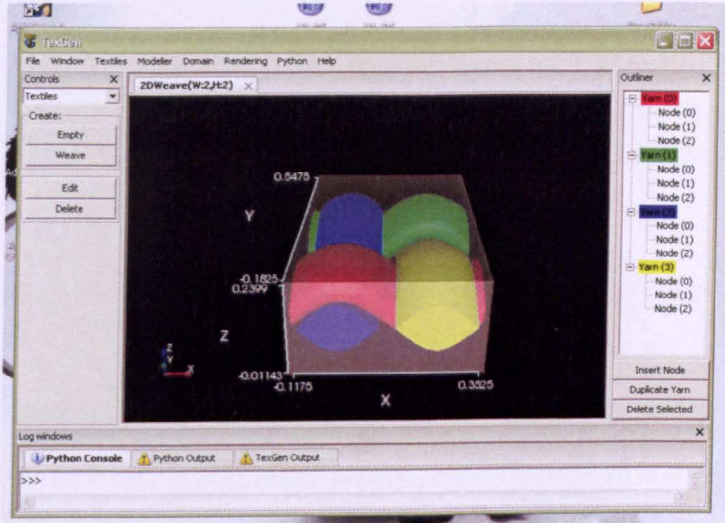 TexGen
File Window Textiles Modeller Domain Rendering Python Help
Controls X
Textiles
Create:
Empty
Weave
Edit
Delete
2DWeave(W:2,H:2) ×
0.5475
Y
-0.1825
0.2399
Z
-0.01143
-0.1175
X
0.3525
Z
Y
X
Outliner X
Yarn (0)
Node (0)
Node (1)
Node (2)
Yarn (1)
Node (0)
Node (1)
Node (2)
Yarn (2)
Node (0)
Node (1)
Node (2)
Yarn (3)
Node (0)
Node (1)
Node (2)
Insert Node
Duplicate Yarn
Delete Selected
Log windows X
Python Console
Python Output
TexGen Output
>>>